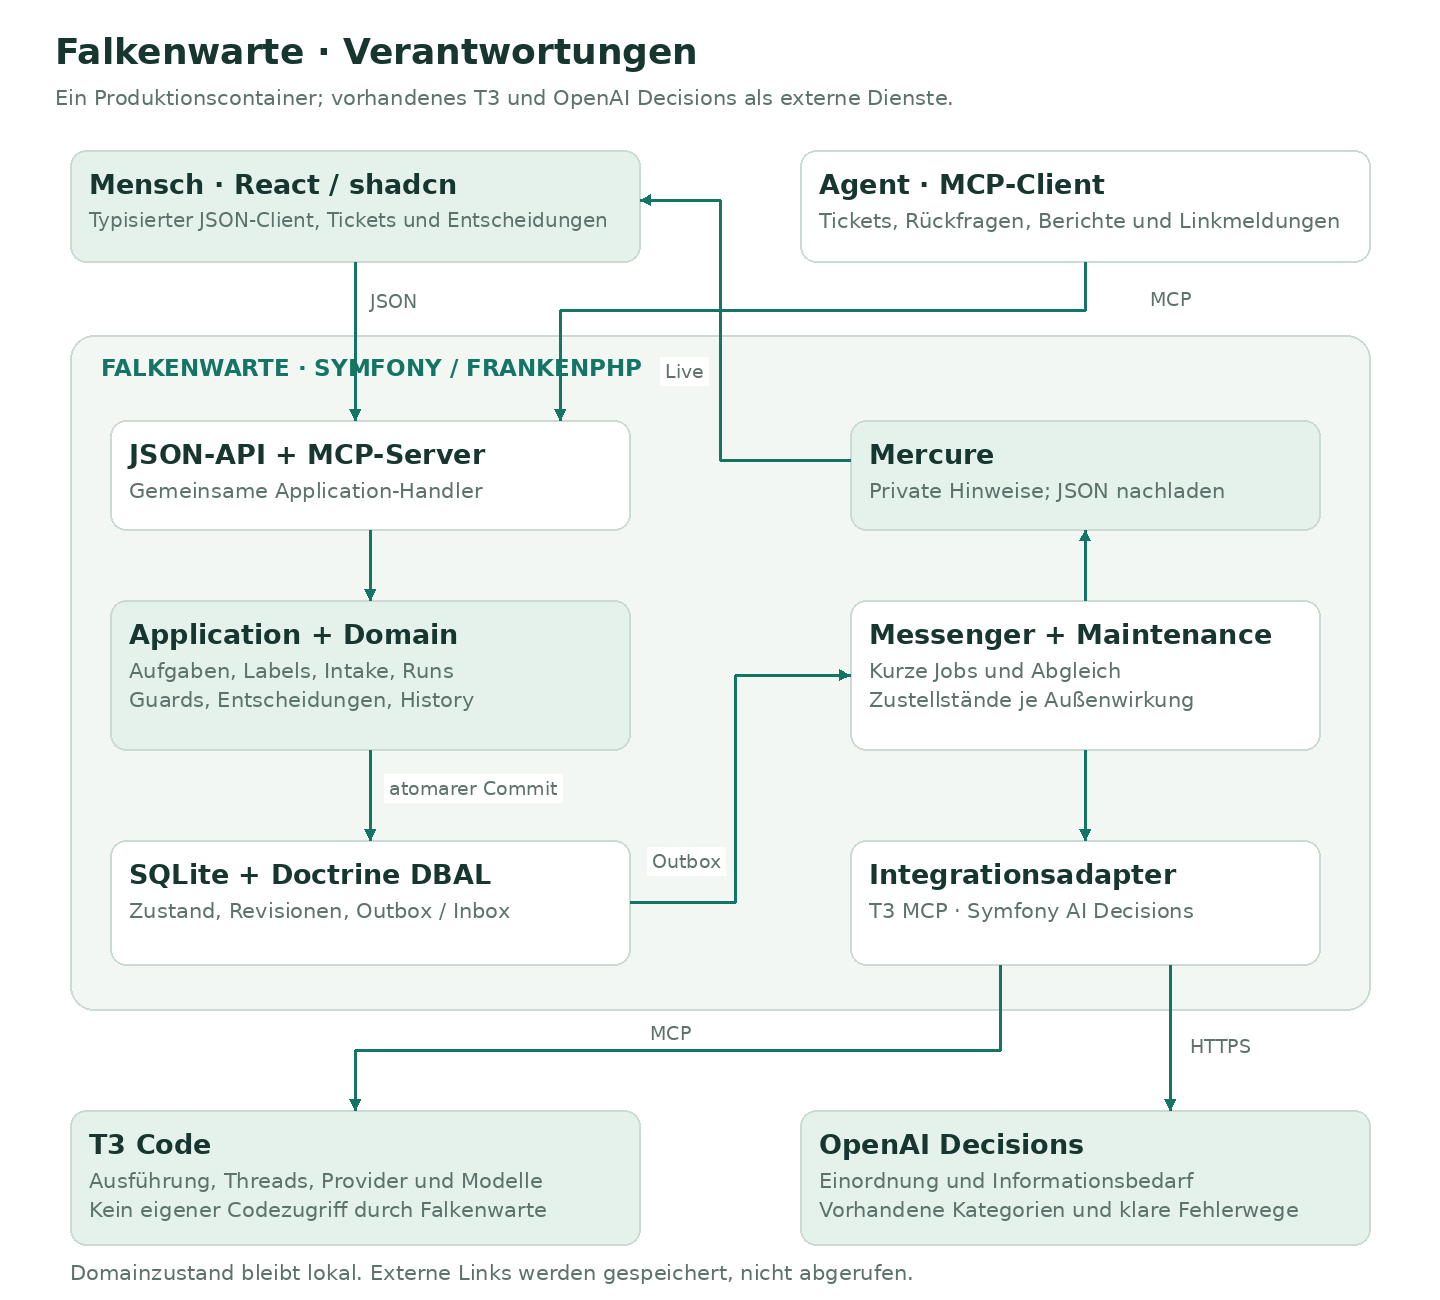 Falkenwarte · Verantwortungen
Ein Produktionscontainer; vorhandenes T3 und OpenAI Decisions als externe Dienste.
Mensch · React / shadcn
Typisierter JSON-Client, Tickets und Entscheidungen
Agent · MCP-Client
Tickets, Rückfragen, Berichte und Linkmeldungen
JSON
MCP
FALKENWARTE · SYMFONY / FRANKENPHP
Live
JSON-API + MCP-Server
Gemeinsame Application-Handler
Mercure
Private Hinweise; JSON nachladen
Application + Domain
Aufgaben, Labels, Intake, Runs
Guards, Entscheidungen, History
Messenger + Maintenance
Kurze Jobs und Abgleich
Zustellstände je Außenwirkung
atomarer Commit
Outbox
SQLite + Doctrine DBAL
Zustand, Revisionen, Outbox / Inbox
Integrationsadapter
T3 MCP · Symfony AI Decisions
MCP
HTTPS
T3 Code
Ausführung, Threads, Provider und Modelle
Kein eigener Codezugriff durch Falkenwarte
OpenAI Decisions
Einordnung und Informationsbedarf
Vorhandene Kategorien und klare Fehlerwege
Domainzustand bleibt lokal. Externe Links werden gespeichert, nicht abgerufen.